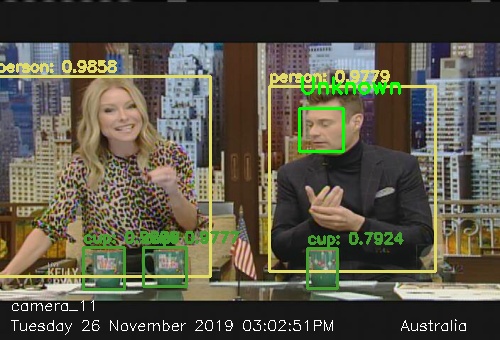 person: 0.9858
person: 0.9779
Unknown
cup: 0.7924
KELLY
camera_11
Tuesday 26 November 2019 03:02:51PM
Australia